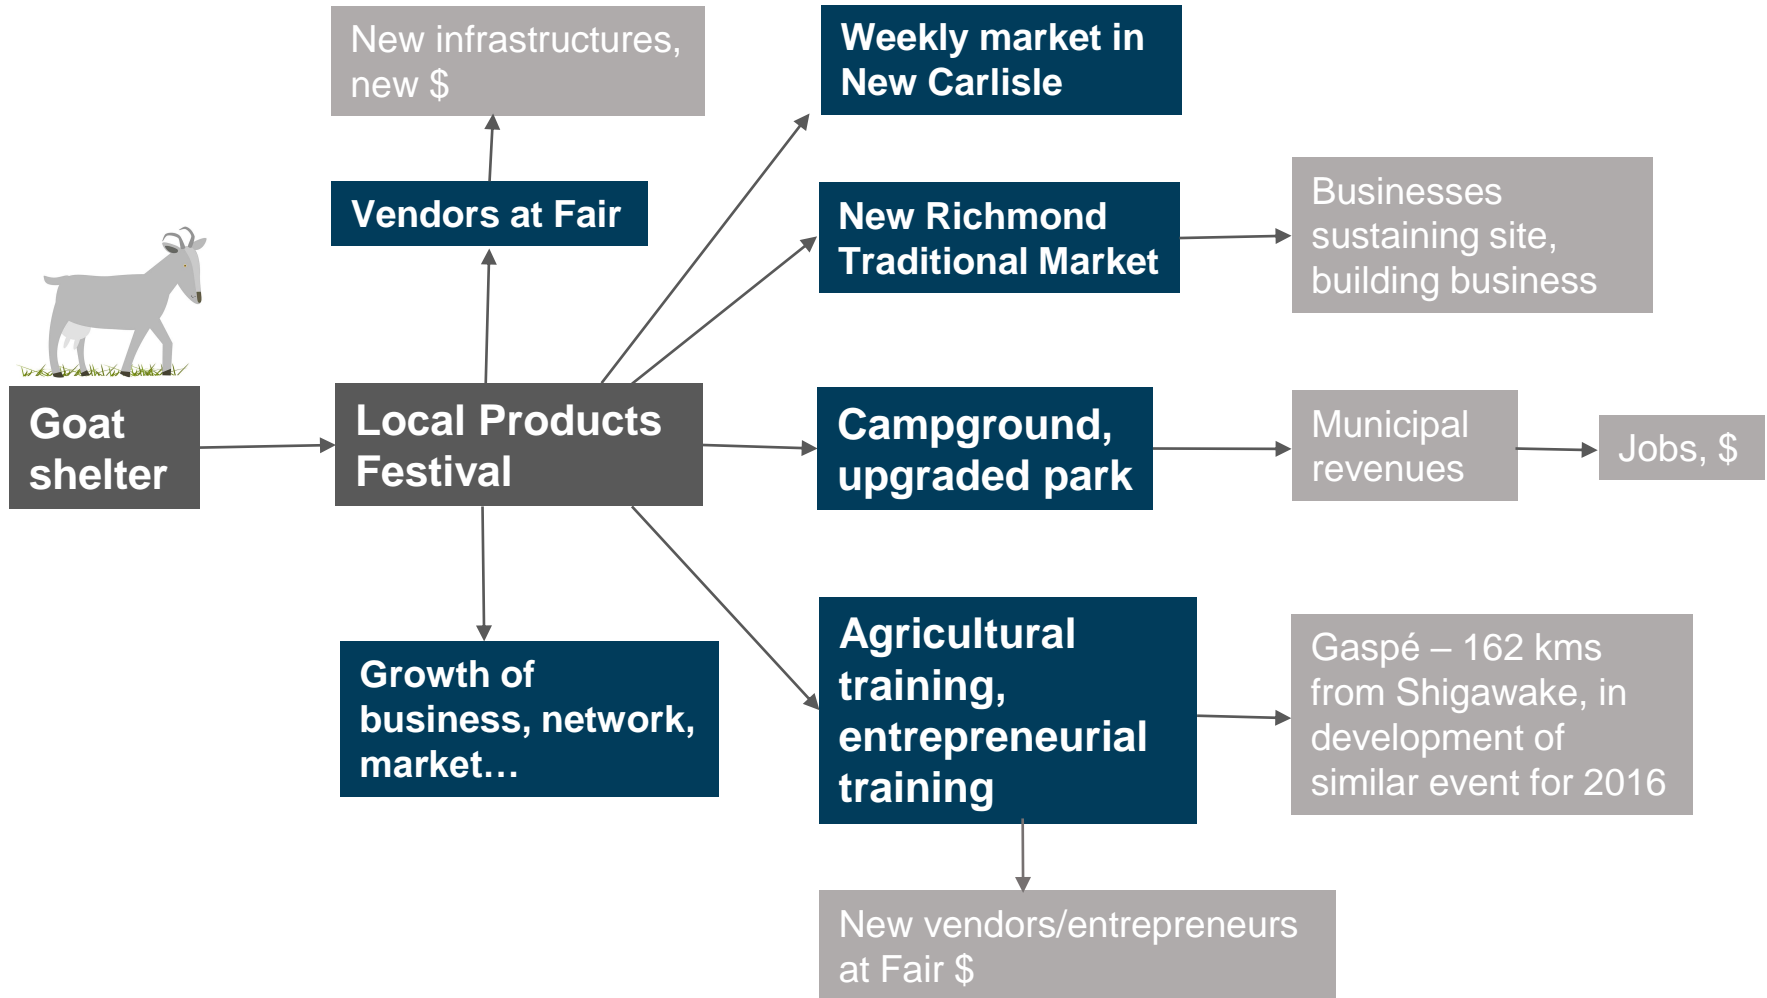 New infrastructures,
new $
Weekly market in
New Carlisle
Vendors at Fair
New Richmond
Traditional Market
Businesses
sustaining site,
building business
Goat
shelter
Local Products
Festival
Campground,
upgraded park
Municipal
revenues
Jobs, $
Growth of
business, network,
market…
Agricultural
training,
entrepreneurial
training
Gaspé – 162 kms
from Shigawake, in
development of
similar event for 2016
New vendors/entrepreneurs
at Fair $